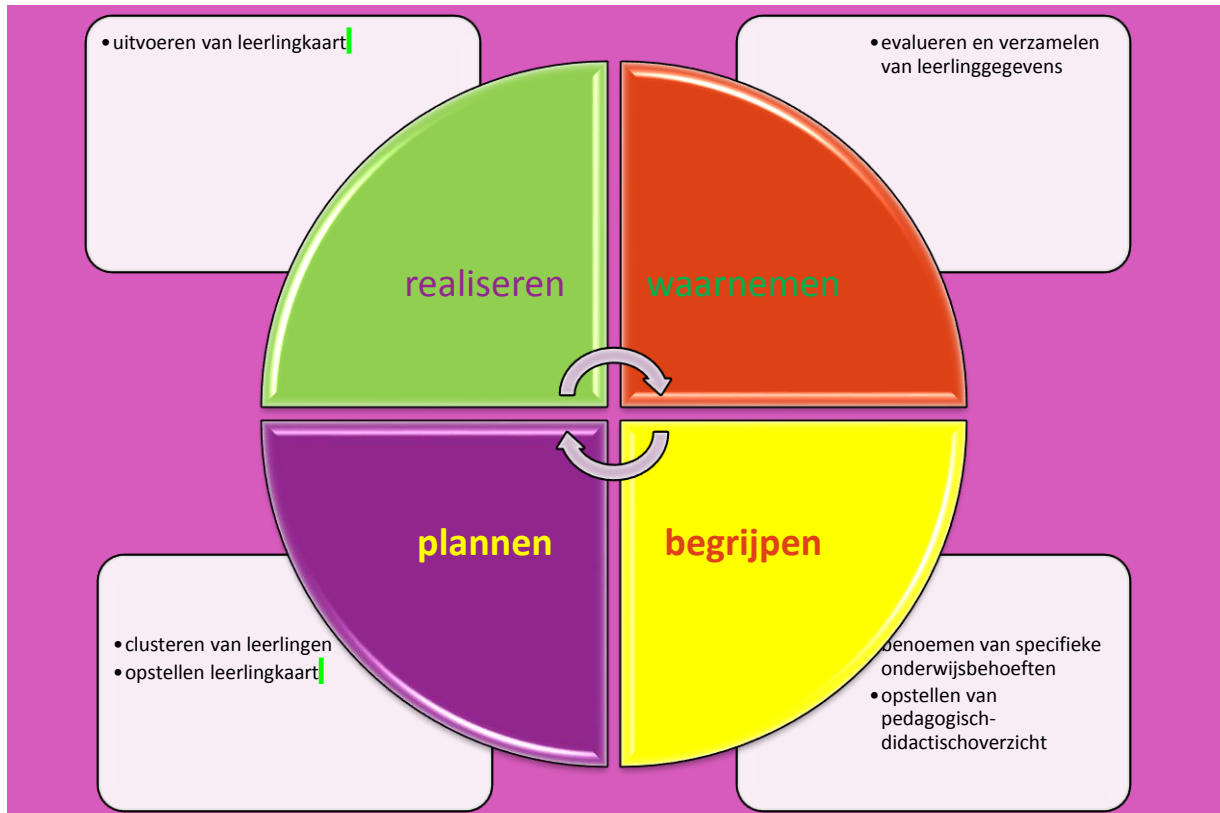 •uitvoeren van leerlingkaart
•evalueren en verzamelen
van leerlinggegevens
realiseren
waarnemen
plannen
begrijpen
•clusteren van leerlingen
•opstellen leerlingkaart
benoemen van specifieke
onderwijsbehoeften
•opstellen van
pedagogisch-
didactischoverzicht